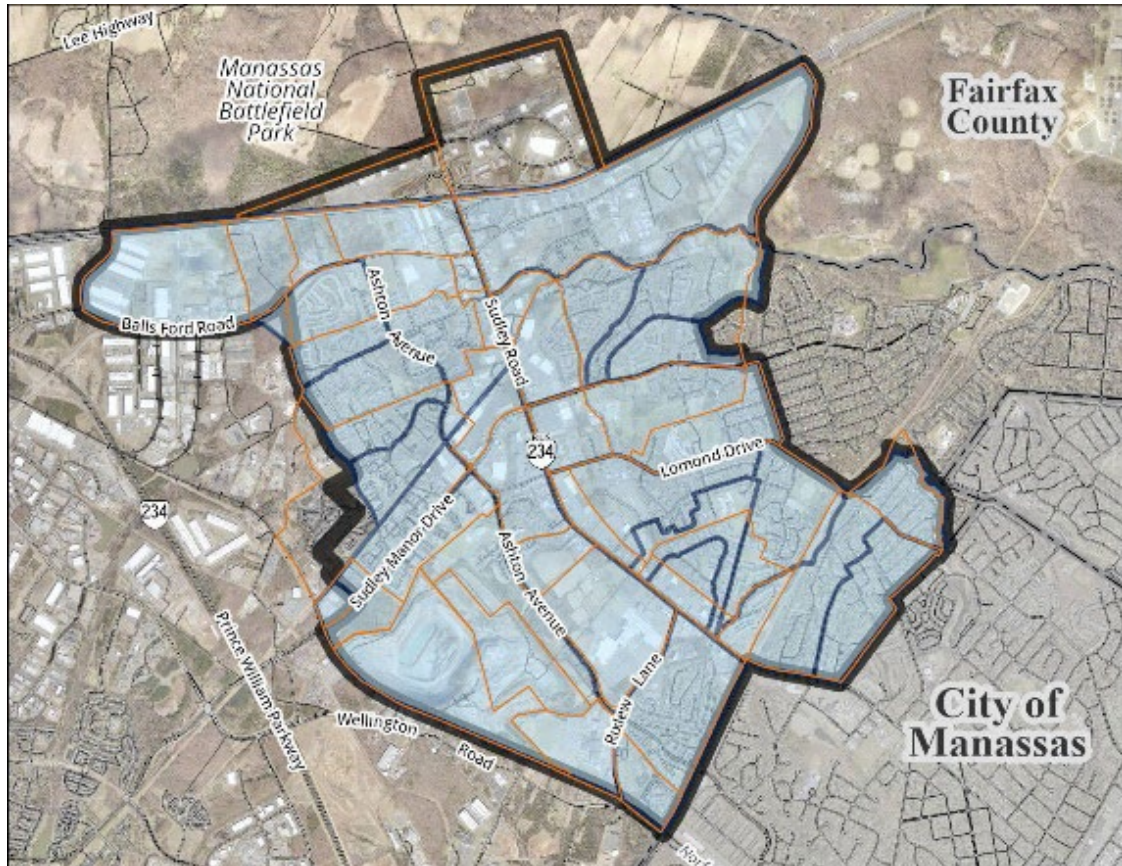 Lee Highway
Manassas
National
Battlefield
Park
Fairfax
County
Balls Ford Road
Ashton Avenue
Sudley Road
234
Lomond Drive
234
Sudley Manor Drive
Ashton Avenue
Prince William Parkway
Rixlew Lane
Wellington Road
City of
Manassas